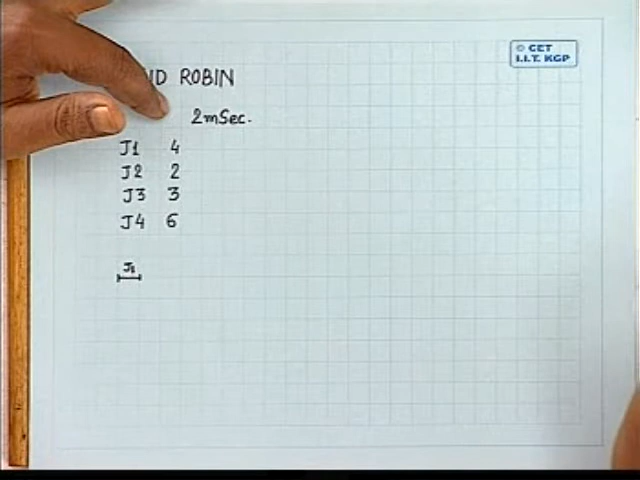 ND ROBIN
© CET
I.I.T. KGP
2mSec.
J1 4
J2 2
J3 3
J4 6
J1